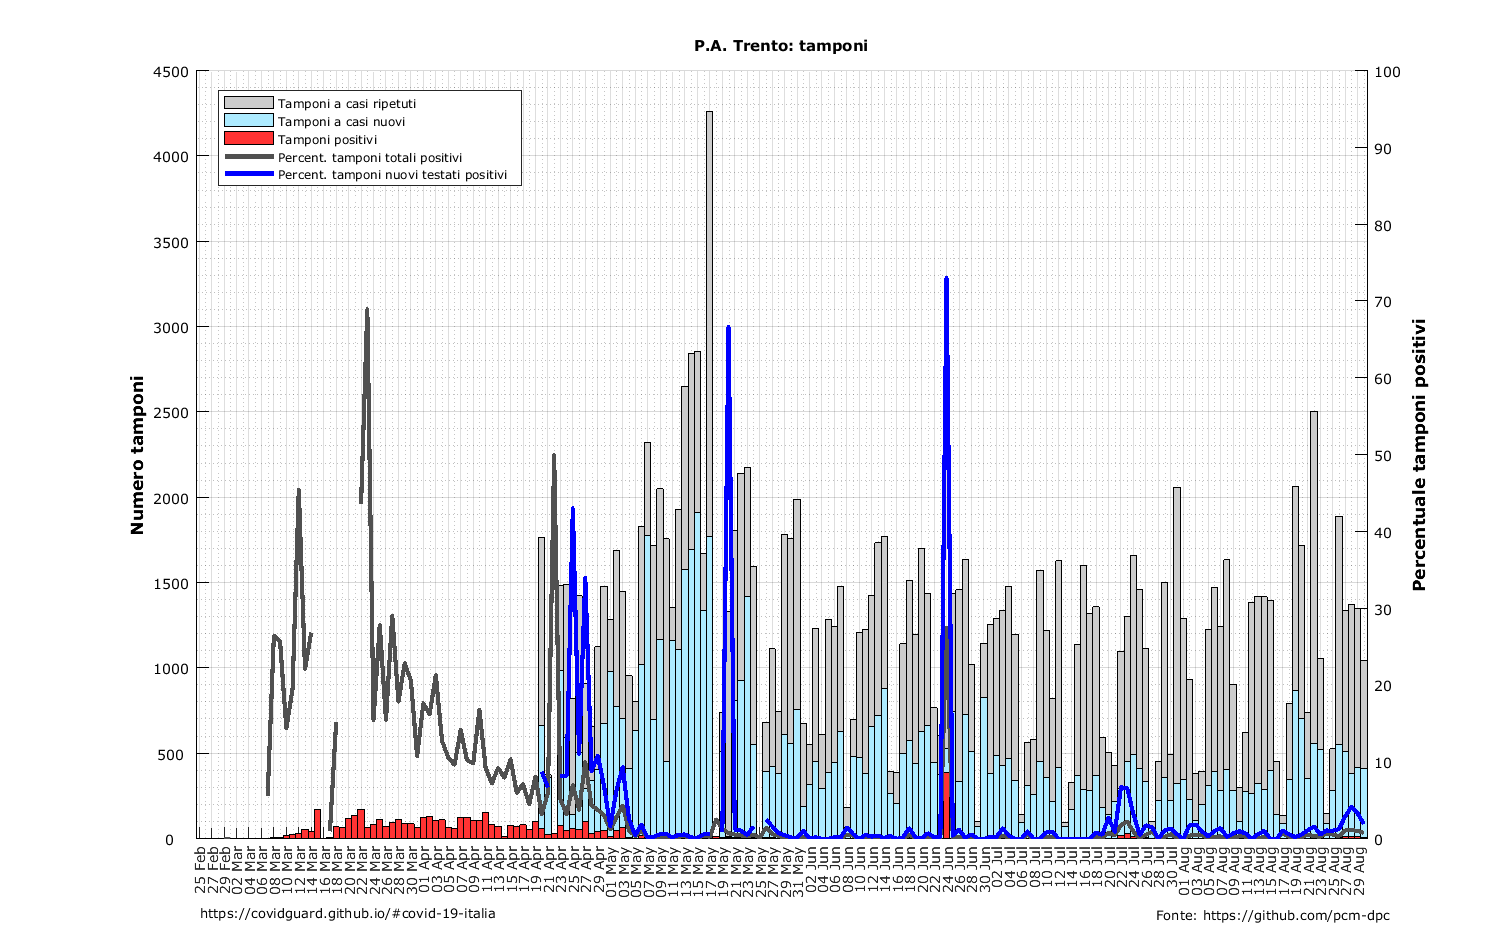 P.A. Trento: tamponi
4500
4000
3500
3000
2500
2000
1500
1000
500
0
Numero tamponi
Tamponi a casi ripetuti
Tamponi a casi nuovi
Tamponi positivi
Percent. tamponi totali positivi
Percent. tamponi nuovi testati positivi
100
90
80
70
60
50
40
30
20
10
0
Percentuale tamponi positivi
25 Feb
27 Feb
29 Feb
02 Mar
04 Mar
06 Mar
08 Mar
10 Mar
12 Mar
14 Mar
16 Mar
18 Mar
20 Mar
22 Mar
24 Mar
26 Mar
28 Mar
30 Mar
01 Apr
03 Apr
05 Apr
07 Apr
09 Apr
11 Apr
13 Apr
15 Apr
17 Apr
19 Apr
21 Apr
23 Apr
25 Apr
27 Apr
29 Apr
01 May
03 May
05 May
07 May
09 May
11 May
13 May
15 May
17 May
19 May
21 May
23 May
25 May
27 May
29 May
31 May
02 Jun
04 Jun
06 Jun
08 Jun
10 Jun
12 Jun
14 Jun
16 Jun
18 Jun
20 Jun
22 Jun
24 Jun
26 Jun
28 Jun
30 Jun
02 Jul
04 Jul
06 Jul
08 Jul
10 Jul
12 Jul
14 Jul
16 Jul
18 Jul
20 Jul
22 Jul
24 Jul
26 Jul
28 Jul
30 Jul
01 Aug
03 Aug
05 Aug
07 Aug
09 Aug
11 Aug
13 Aug
15 Aug
17 Aug
19 Aug
21 Aug
23 Aug
25 Aug
27 Aug
29 Aug
https://covidguard.github.io/#covid-19-italia
Fonte: https://github.com/pcm-dpc